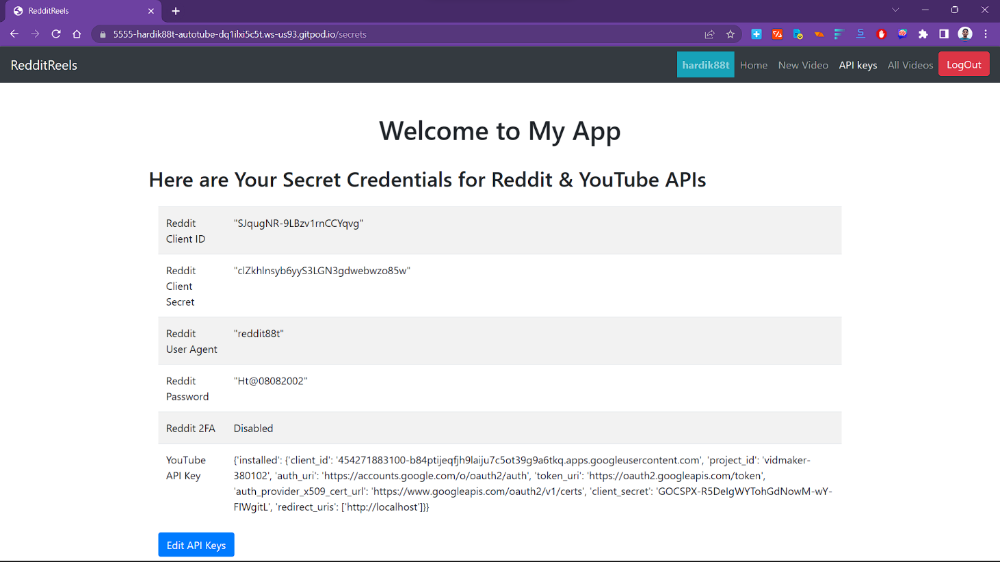 RedditReels
5555-hardik88t-autotube-dq1ilxi5c5t.ws-us93.gitpod.io/secrets
RedditReels
hardik88t Home New Video API keys All Videos LogOut
Welcome to My App
Here are Your Secret Credentials for Reddit & YouTube APIs
Reddit Client ID
"SJqugNR-9LBzv1rnCCYqvg"
Reddit Client Secret
"clZkhlnsyb6yyS3LGN3gdwebwzo85w"
Reddit User Agent
"reddit88t"
Reddit Password
"Ht@08082002"
Reddit 2FA
Disabled
YouTube API Key
{'installed': {'client_id': '454271883100-b84ptijeqfjh9laiju7c5ot39g9a6tkq.apps.googleusercontent.com', 'project_id': 'vidmaker-
380102', 'auth_uri': 'https://accounts.google.com/o/oauth2/auth', 'token_uri': 'https://oauth2.googleapis.com/token',
'auth_provider_x509_cert_url': 'https://www.googleapis.com/oauth2/v1/certs', 'client_secret': 'GOCSPX-R5DeIgWYTohGdNowM-wY-
FIWgitL', 'redirect_uris': ['http://localhost']}}
Edit API Keys